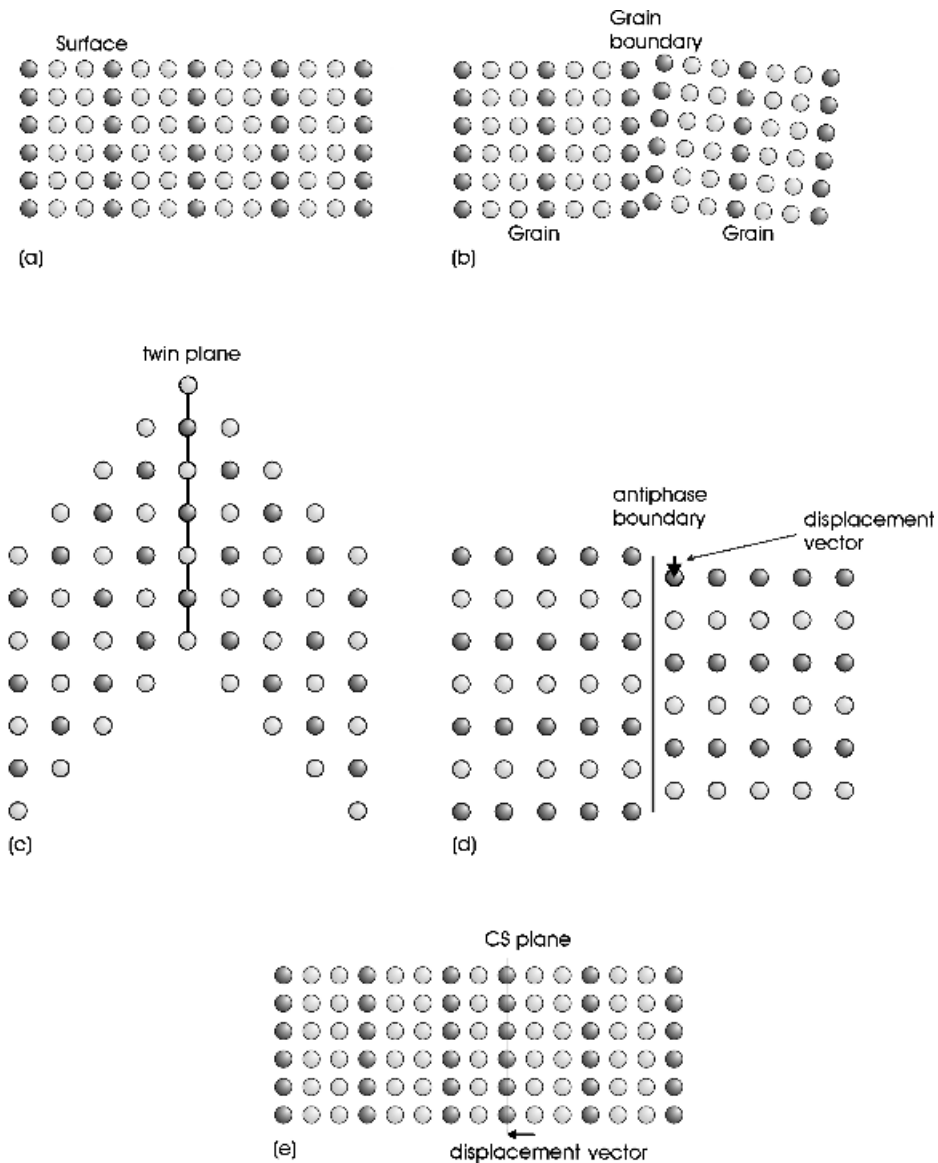 Surface
(a)
Grain
boundary
Grain
Grain
(b)
twin plane
(c)
antiphase
boundary
displacement
vector
(d)
CS plane
(e)
displacement vector